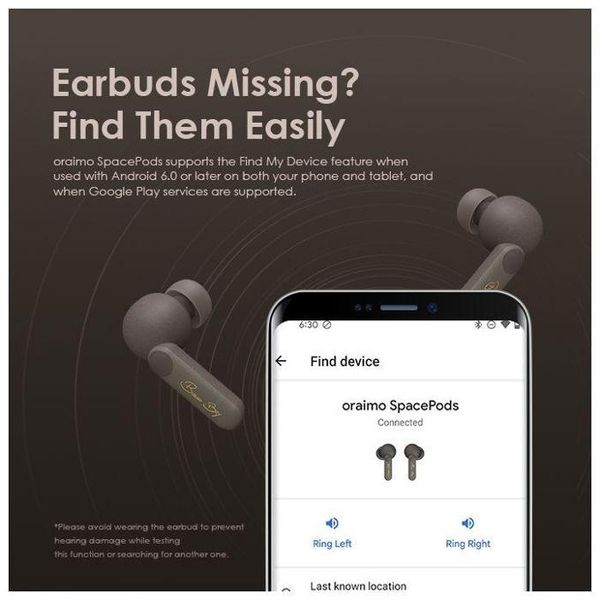 Earbuds Missing?
Find Them Easily
oraimo SpacePods supports the Find My Device feature when
used with Android 6.0 or later on both your phone and tablet, and
when Google Play services are supported.
6:30
Find device
oraimo SpacePods
Connected
Ring Left
Ring Right
Last known location
*Please avoid wearing the earbud to prevent
hearing damage while testing
this function or searching for another one.